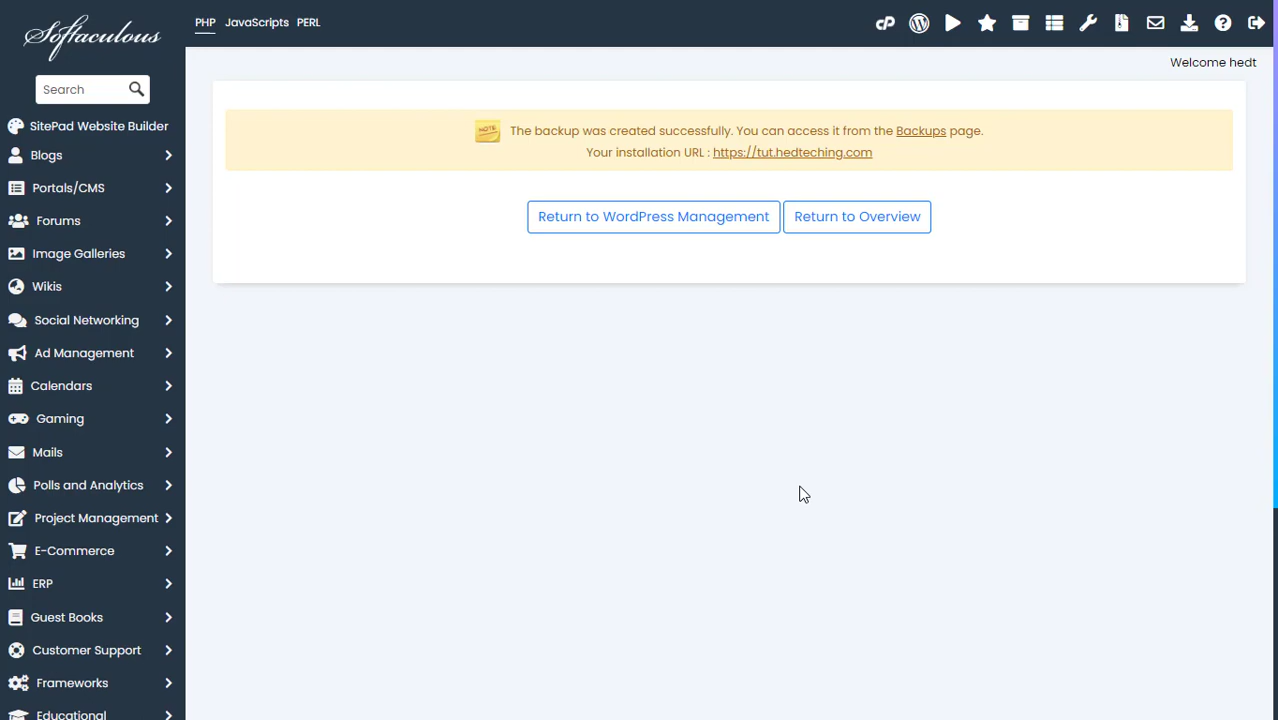 Softaculous
PHP JavaScripts PERL
Search
Welcome hedt
SitePad Website Builder
Blogs
Portals/CMS
Forums
Image Galleries
Wikis
Social Networking
Ad Management
Calendars
Gaming
Mails
Polls and Analytics
Project Management
E-Commerce
ERP
Guest Books
Customer Support
Frameworks
Educational
NOTE
The backup was created successfully. You can access it from the Backups page.
Your installation URL : https://tut.hedteching.com
Return to WordPress Management
Return to Overview